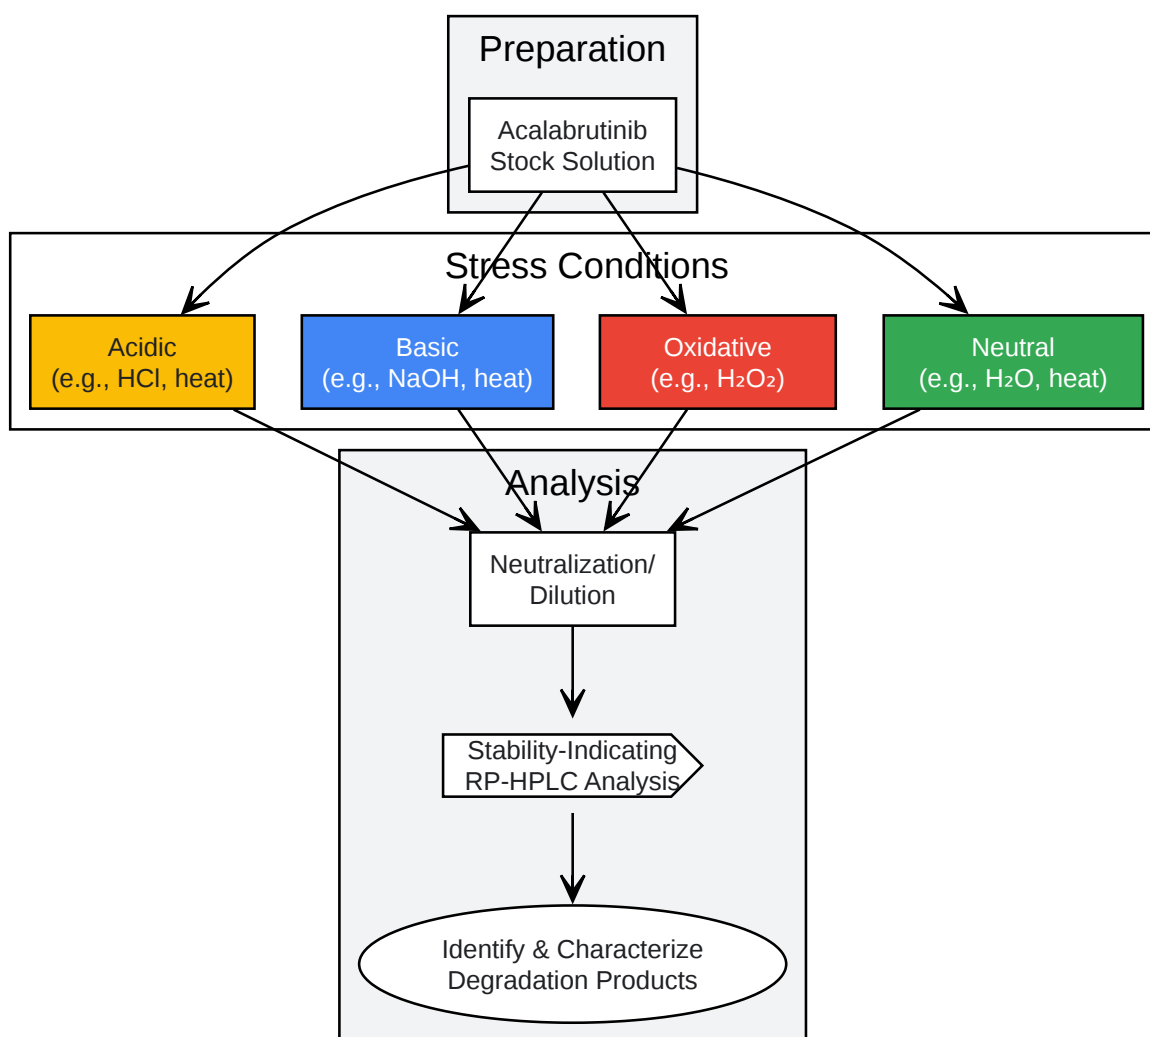 Preparation
Acalabrutinib
Stock Solution
Stress Conditions
Acidic
(e.g., HCl, heat)
Basic
(e.g., NaOH, heat)
Oxidative
(e.g., H₂O₂)
Neutral
(e.g., H₂O, heat)
Analysis
Neutralization/
Dilution
Stability-Indicating
RP-HPLC Analysis
Identify & Characterize
Degradation Products